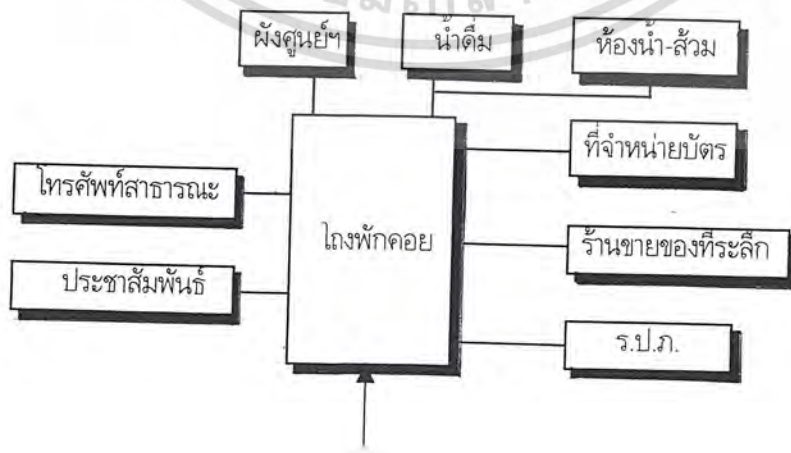 ผังศูนย์ฯ
น้ำดื่ม
ห้องน้ำ-ส้วม
ที่จำหน่ายบัตร
โทรศัพท์สาธารณะ
โถงพักคอย
ร้านขายของที่ระลึก
ประชาสัมพันธ์
ร.ป.ภ.